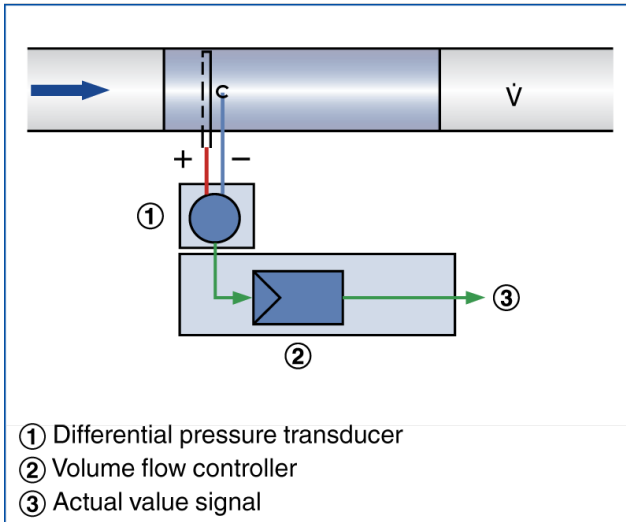 V̇
+ −
①
③
②
① Differential pressure transducer
② Volume flow controller
③ Actual value signal